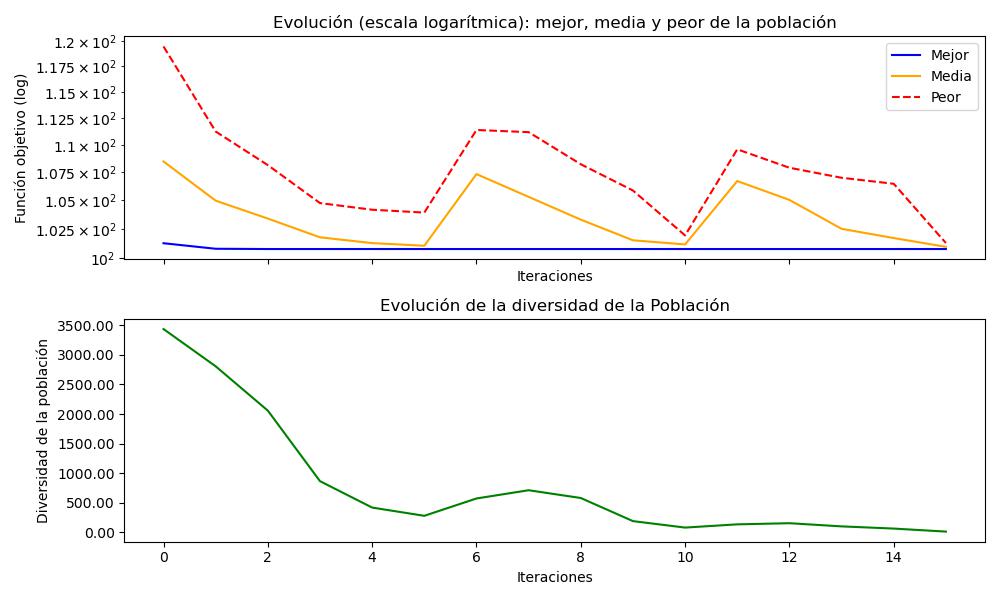 Evolución (escala logarítmica): mejor, media y peor de la población
Función objetivo (log)
1.2 × 10²
1.175 × 10²
1.15 × 10²
1.125 × 10²
1.1 × 10²
1.075 × 10²
1.05 × 10²
1.025 × 10²
10²
Mejor
Media
Peor
Iteraciones
Evolución de la diversidad de la Población
Diversidad de la población
3500.00
3000.00
2500.00
2000.00
1500.00
1000.00
500.00
0.00
0 2 4 6 8 10 12 14
Iteraciones